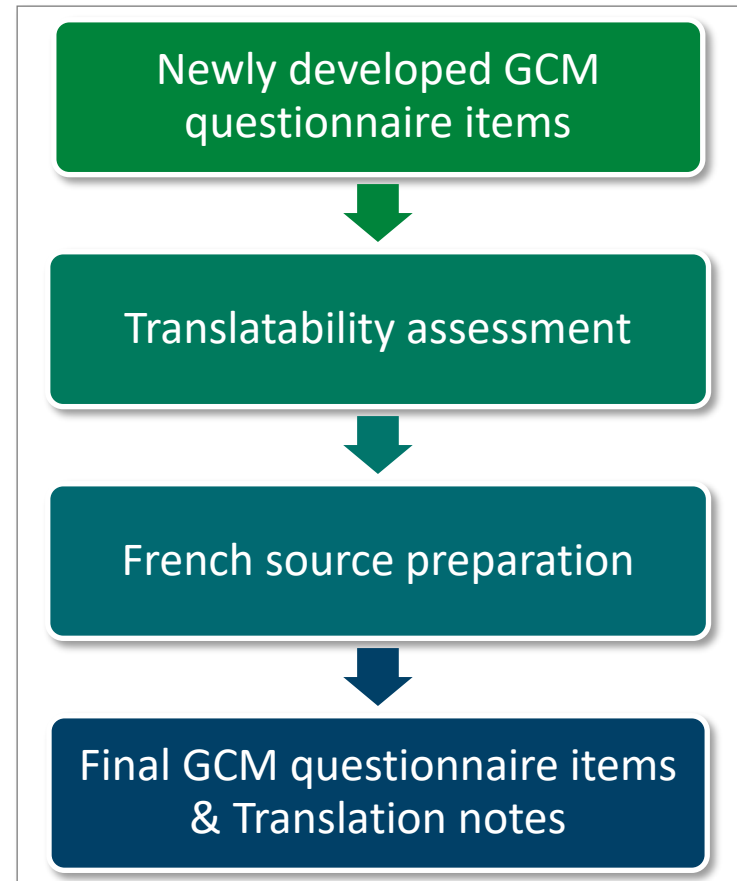 Newly developed GCM
questionnaire items
Translatability assessment
French source preparation
Final GCM questionnaire items
& Translation notes